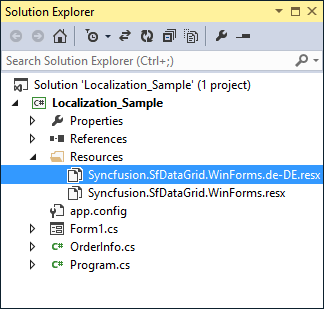 Solution Explorer
Search Solution Explorer (Ctrl+;)
Solution 'Localization_Sample' (1 project)
C# Localization_Sample
Properties
References
Resources
Syncfusion.SfDataGrid.WinForms.de-DE.resx
Syncfusion.SfDataGrid.WinForms.resx
app.config
Form1.cs
C# OrderInfo.cs
C# Program.cs